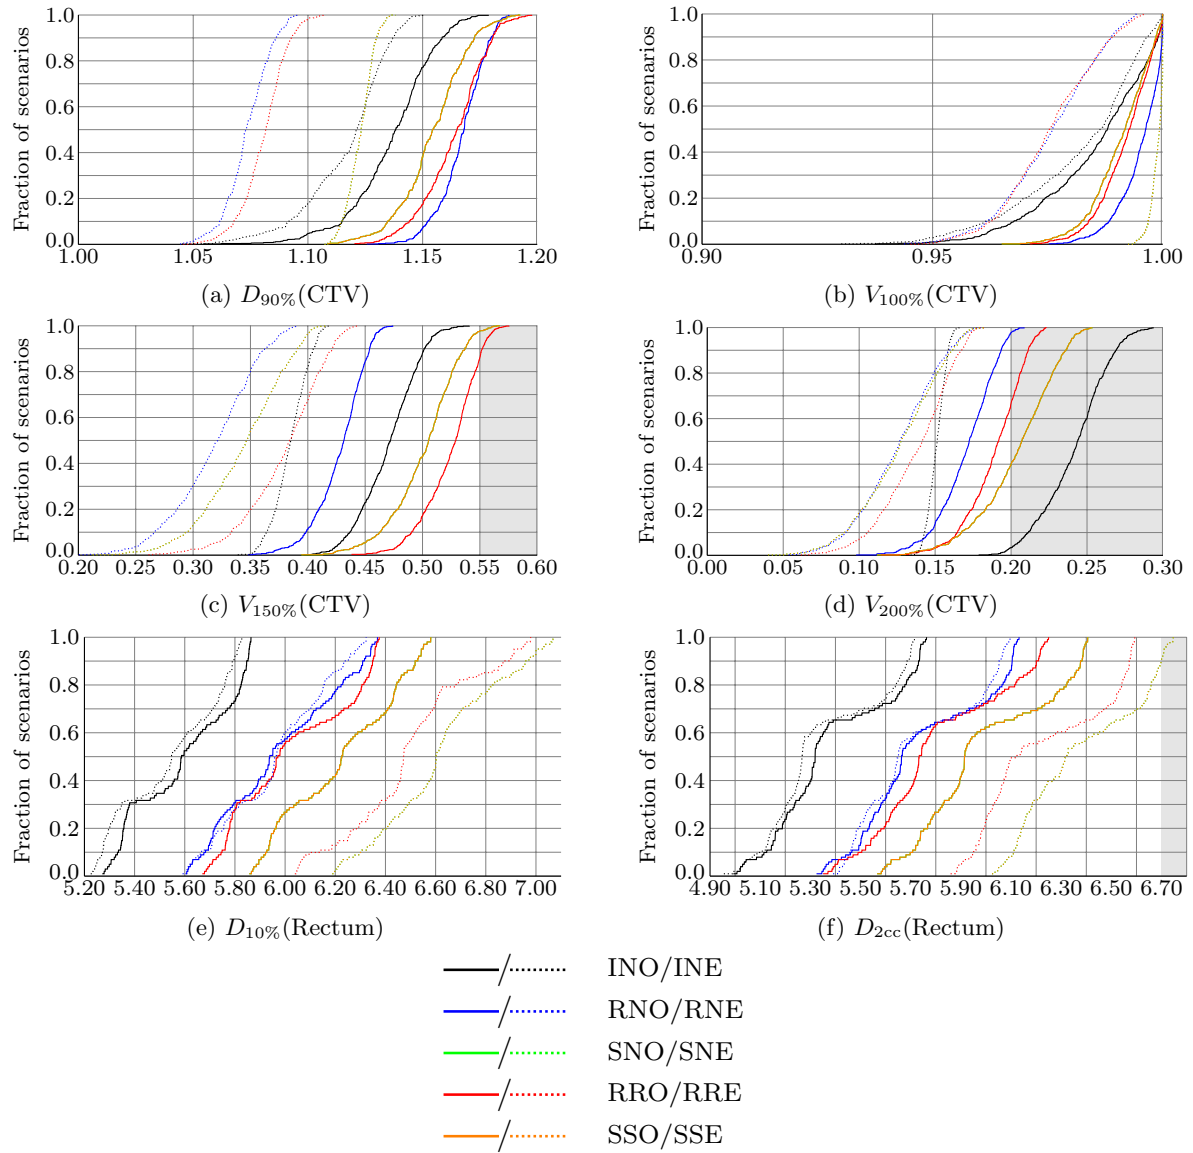 Fraction of scenarios
1.0
0.8
0.6
0.4
0.2
0.0
1.00 1.05 1.10 1.15 1.20
(a) D90%(CTV)
Fraction of scenarios
1.0
0.8
0.6
0.4
0.2
0.0
0.90 0.95 1.00
(b) V100%(CTV)
Fraction of scenarios
1.0
0.8
0.6
0.4
0.2
0.0
0.20 0.25 0.30 0.35 0.40 0.45 0.50 0.55 0.60
(c) V150%(CTV)
Fraction of scenarios
1.0
0.8
0.6
0.4
0.2
0.0
0.00 0.10 0.15 0.20 0.25 0.30
(d) V200%(CTV)
Fraction of scenarios
1.0
0.8
0.6
0.4
0.2
0.0
5.20 5.40 5.60 5.80 6.00 6.20 6.40 6.60 6.80 7.00
(e) D10%(Rectum)
Fraction of scenarios
1.0
0.8
0.6
0.4
0.2
0.0
4.90 5.10 5.30 5.50 5.70 5.90 6.10 6.30 6.50 6.70
(f) D2cc(Rectum)
INO/INE
RNO/RNE
SNO/SNE
RRO/RRE
SSO/SSE